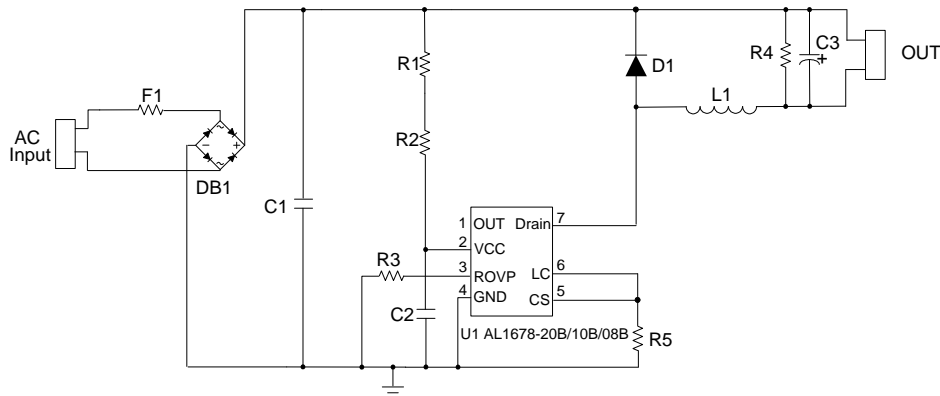 R1
R4
C3
+
OUT
D1
F1
L1
AC
Input
R2
~
−
+
~
DB1
C1
1
OUT
Drain
7
2
VCC
R3
3
ROVP
LC
6
4
GND
CS
5
C2
U1 AL1678-20B/10B/08B
R5